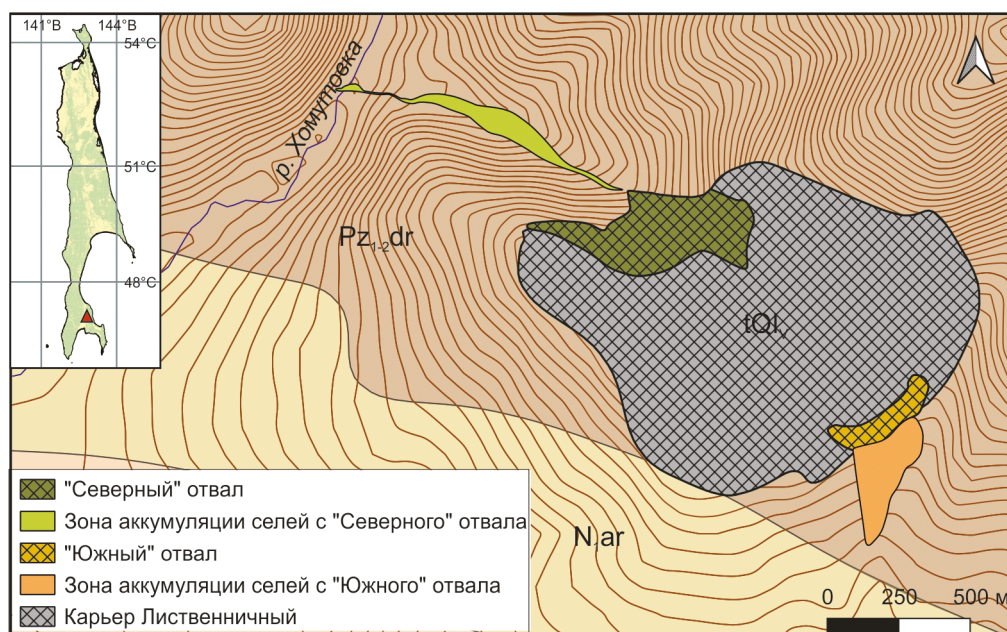 141°В 144°В
54°С
51°С
48°С
р. Хомутовка
Pz1-2dr
tQIV
N1ar
"Северный" отвал
Зона аккумуляции селей с "Северного" отвала
"Южный" отвал
Зона аккумуляции селей с "Южного" отвала
Карьер Лиственничный
0 250 500 м